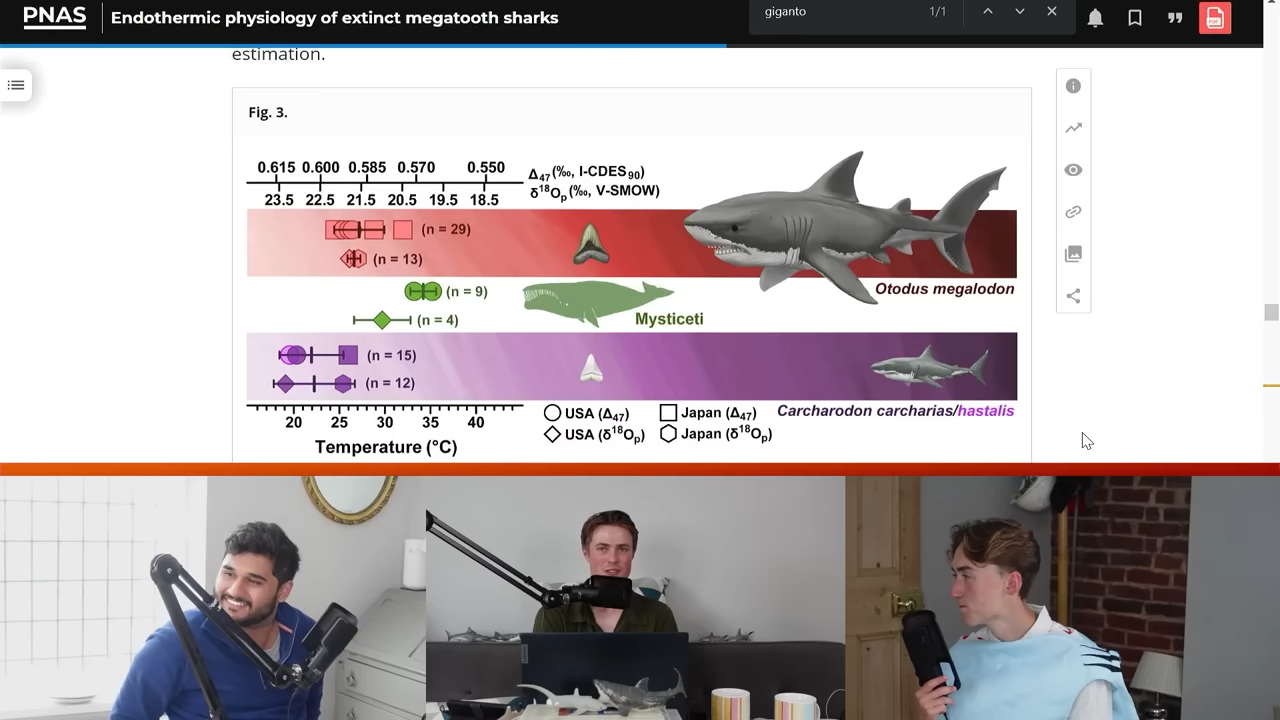 PNAS
Endothermic physiology of extinct megatooth sharks
giganto
1/1
estimation.
Fig. 3.
0.615 0.600 0.585 0.570 0.550
Δ47 (‰, I-CDES90)
δ18Op (‰, V-SMOW)
23.5 22.5 21.5 20.5 19.5 18.5
(n = 29)
(n = 13)
Otodus megalodon
(n = 9)
(n = 4)
Mysticeti
(n = 15)
(n = 12)
Carcharodon carcharias/hastalis
20 25 30 35 40
Temperature (°C)
USA (Δ47)
Japan (Δ47)
USA (δ18Op)
Japan (δ18Op)